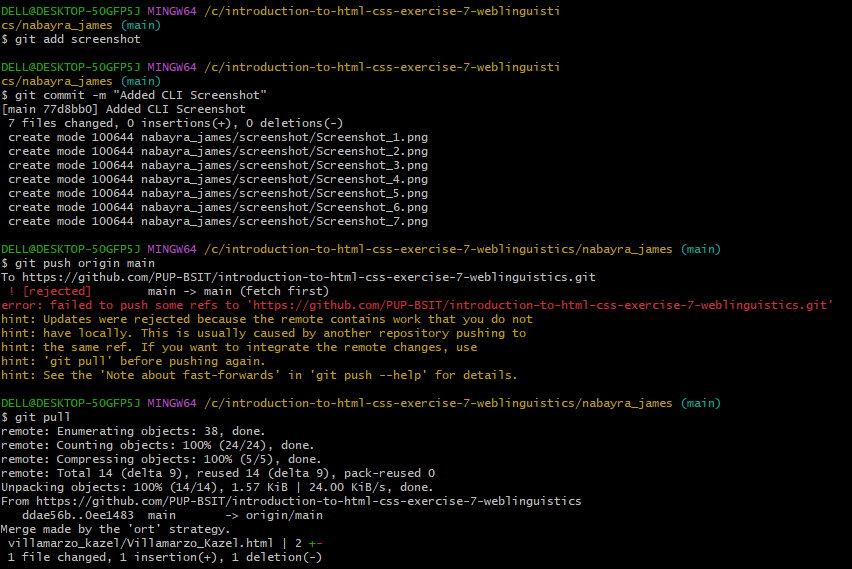 DELL@DESKTOP-5OGFP5J MINGW64 /c/introduction-to-html-css-exercise-7-weblinguisti
cs/nabayra_james (main)
$ git add screenshot
DELL@DESKTOP-5OGFP5J MINGW64 /c/introduction-to-html-css-exercise-7-weblinguisti
cs/nabayra_james (main)
$ git commit -m "Added CLI Screenshot"
[main 77d8bb0] Added CLI Screenshot
 7 files changed, 0 insertions(+), 0 deletions(-)
 create mode 100644 nabayra_james/screenshot/Screenshot_1.png
 create mode 100644 nabayra_james/screenshot/Screenshot_2.png
 create mode 100644 nabayra_james/screenshot/Screenshot_3.png
 create mode 100644 nabayra_james/screenshot/Screenshot_4.png
 create mode 100644 nabayra_james/screenshot/Screenshot_5.png
 create mode 100644 nabayra_james/screenshot/Screenshot_6.png
 create mode 100644 nabayra_james/screenshot/Screenshot_7.png
DELL@DESKTOP-5OGFP5J MINGW64 /c/introduction-to-html-css-exercise-7-weblinguistics/nabayra_james (main)
$ git push origin main
To https://github.com/PUP-BSIT/introduction-to-html-css-exercise-7-weblinguistics.git
 ! [rejected]        main -> main (fetch first)
error: failed to push some refs to 'https://github.com/PUP-BSIT/introduction-to-html-css-exercise-7-weblinguistics.git'
hint: Updates were rejected because the remote contains work that you do not
hint: have locally. This is usually caused by another repository pushing to
hint: the same ref. If you want to integrate the remote changes, use
hint: 'git pull' before pushing again.
hint: See the 'Note about fast-forwards' in 'git push --help' for details.
DELL@DESKTOP-5OGFP5J MINGW64 /c/introduction-to-html-css-exercise-7-weblinguistics/nabayra_james (main)
$ git pull
remote: Enumerating objects: 38, done.
remote: Counting objects: 100% (24/24), done.
remote: Compressing objects: 100% (5/5), done.
remote: Total 14 (delta 9), reused 14 (delta 9), pack-reused 0
Unpacking objects: 100% (14/14), 1.57 KiB | 24.00 KiB/s, done.
From https://github.com/PUP-BSIT/introduction-to-html-css-exercise-7-weblinguistics
   ddae56b..0ee1483  main       -> origin/main
Merge made by the 'ort' strategy.
 villamarzo_kazel/Villamarzo_Kazel.html | 2 +-
 1 file changed, 1 insertion(+), 1 deletion(-)